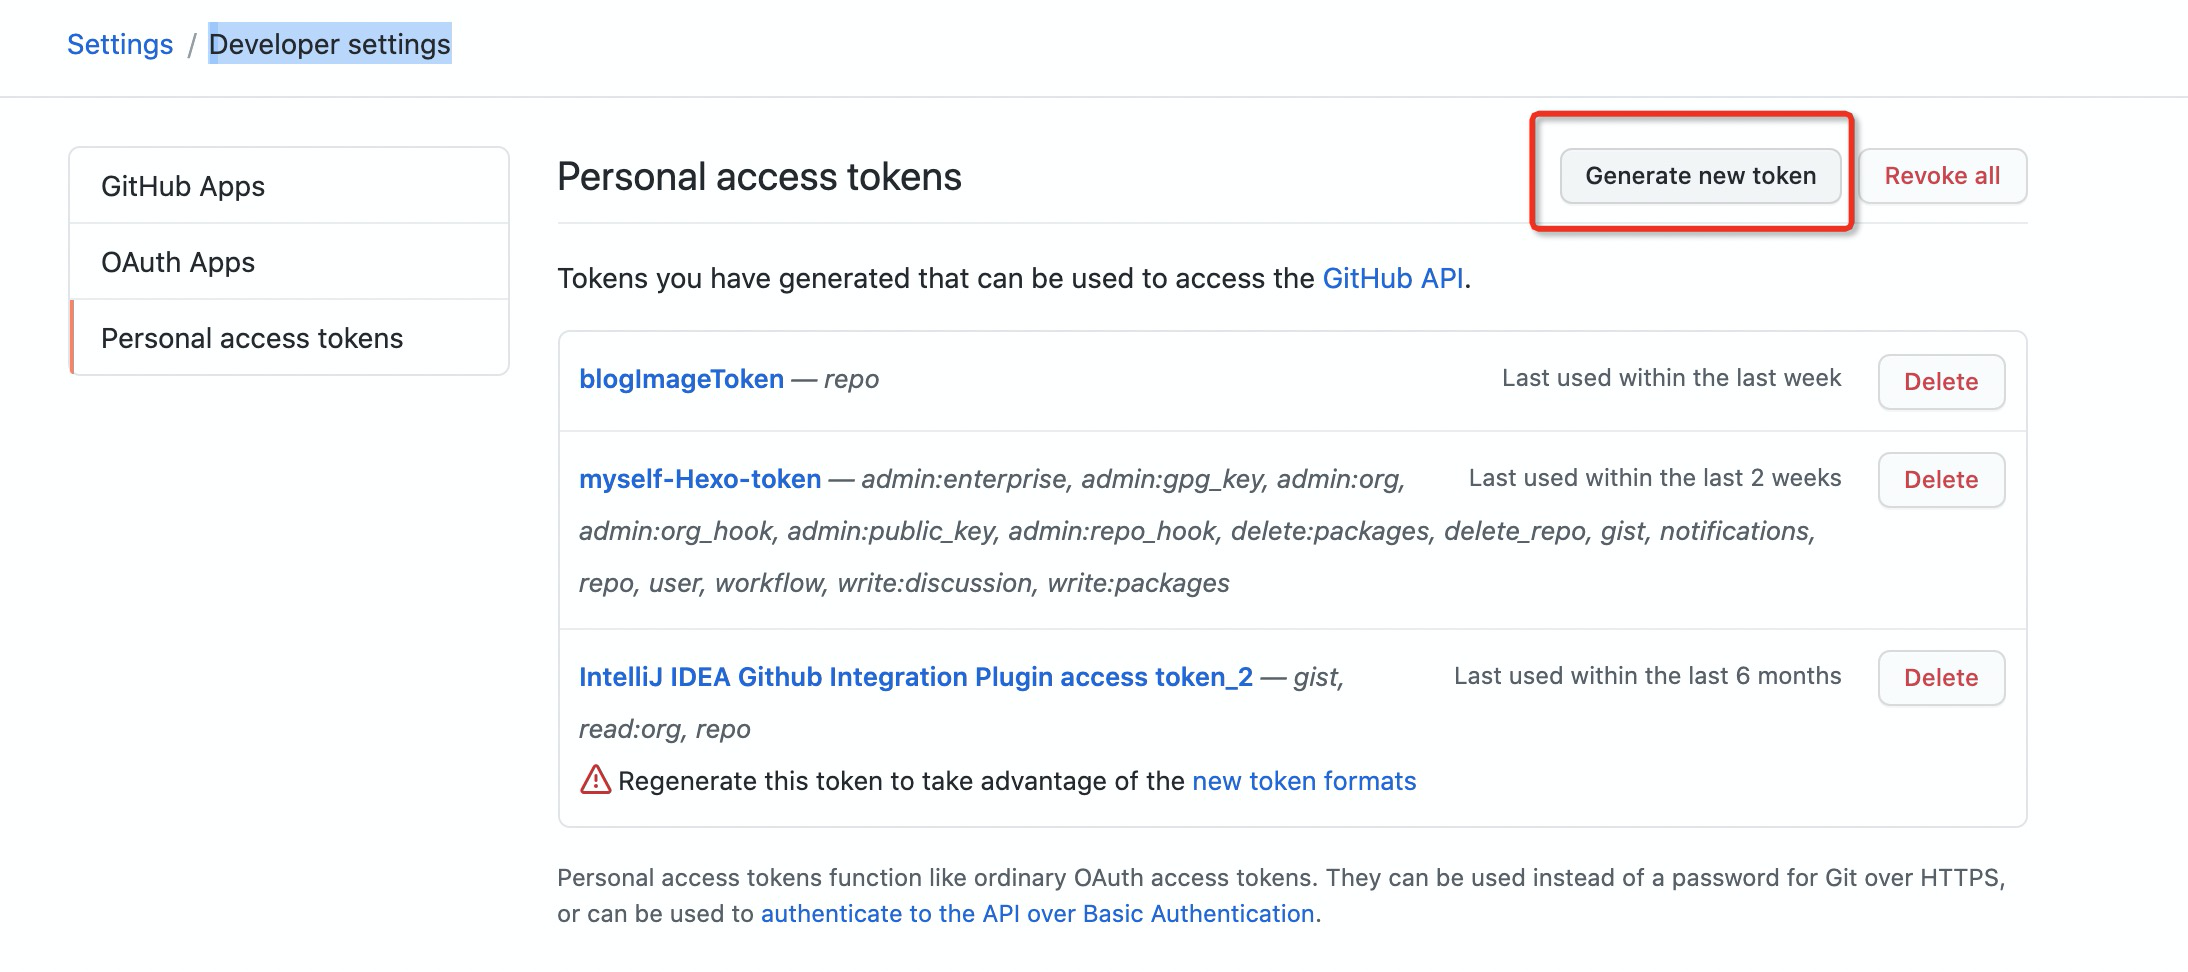 Settings / Developer settings
GitHub Apps
OAuth Apps
Personal access tokens
Personal access tokens
Generate new token
Revoke all
Tokens you have generated that can be used to access the GitHub API.
blogImageToken — repo
Last used within the last week
Delete
myself-Hexo-token — admin:enterprise, admin:gpg_key, admin:org,
Last used within the last 2 weeks
Delete
admin:org_hook, admin:public_key, admin:repo_hook, delete:packages, delete_repo, gist, notifications,
repo, user, workflow, write:discussion, write:packages
IntelliJ IDEA Github Integration Plugin access token_2 — gist,
Last used within the last 6 months
Delete
read:org, repo
Regenerate this token to take advantage of the new token formats
Personal access tokens function like ordinary OAuth access tokens. They can be used instead of a password for Git over HTTPS,
or can be used to authenticate to the API over Basic Authentication.